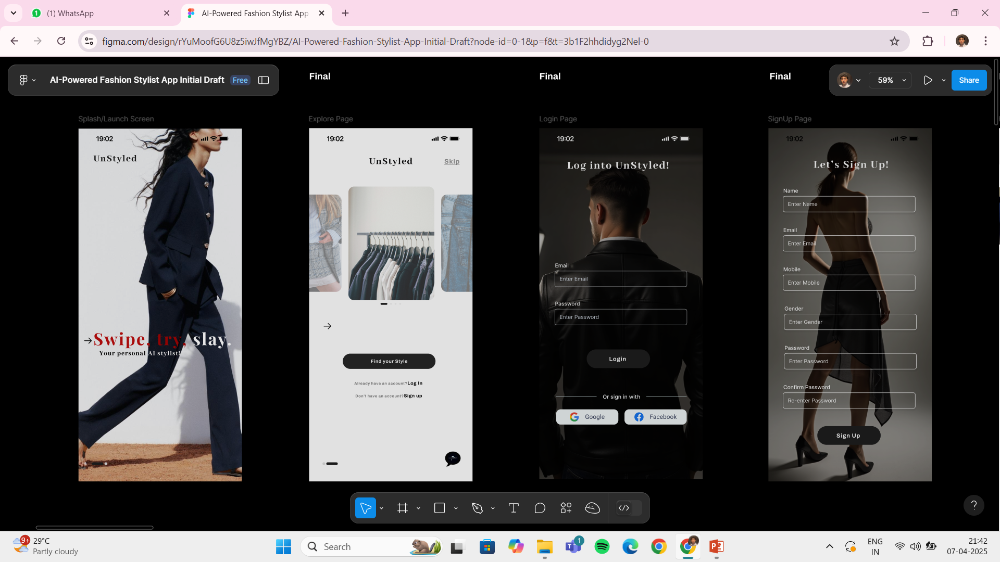 (1) WhatsApp
AI-Powered Fashion Stylist App
figma.com/design/rYuMoofG6U8z5iwJfMgYBZ/AI-Powered-Fashion-Stylist-App-Initial-Draft?node-id=0-1&p=f&t=3b1F2hhdidyg2Nel-0
AI-Powered Fashion Stylist App Initial Draft Free
Final
Final
Final
59%
Share
Splash/Launch Screen
19:02
UnStyled
Swipe. try, slay.
Your personal AI stylist!
Explore Page
19:02
UnStyled
Skip
Find your Style
Already have an account?Log In
Don't have an account?Sign up
Login Page
19:02
Log into UnStyled!
Email
Enter Email
Password
Enter Password
Login
Or sign in with
Google
Facebook
SignUp Page
19:02
Let's Sign Up!
Name
Enter Name
Email
Enter Email
Mobile
Enter Mobile
Gender
Enter Gender
Password
Enter Password
Confirm Password
Re-enter Password
Sign Up
?
9+
29°C
Partly cloudy
Search
1
ENG
IN
21:42
07-04-2025